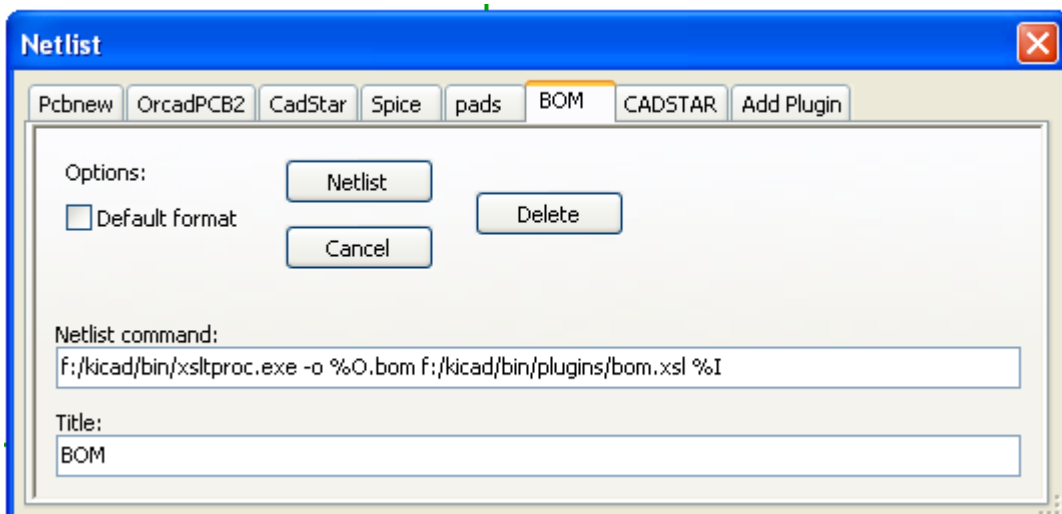 Netlist
Pcbnew OrcadPCB2 CadStar Spice pads BOM CADSTAR Add Plugin
Options:
Netlist
Default format
Delete
Cancel
Netlist command:
f:/kicad/bin/xsltproc.exe -o %O.bom f:/kicad/bin/plugins/bom.xsl %I
Title:
BOM